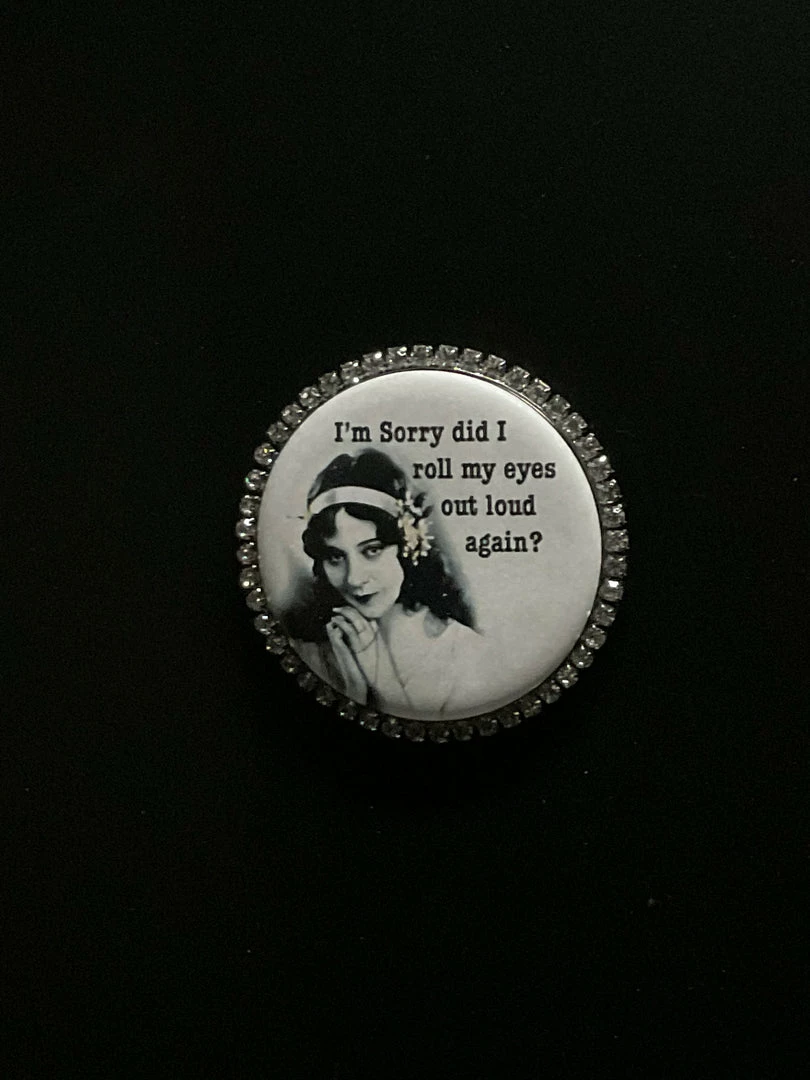 I'm Sorry did I
roll my eyes
out loud
again?